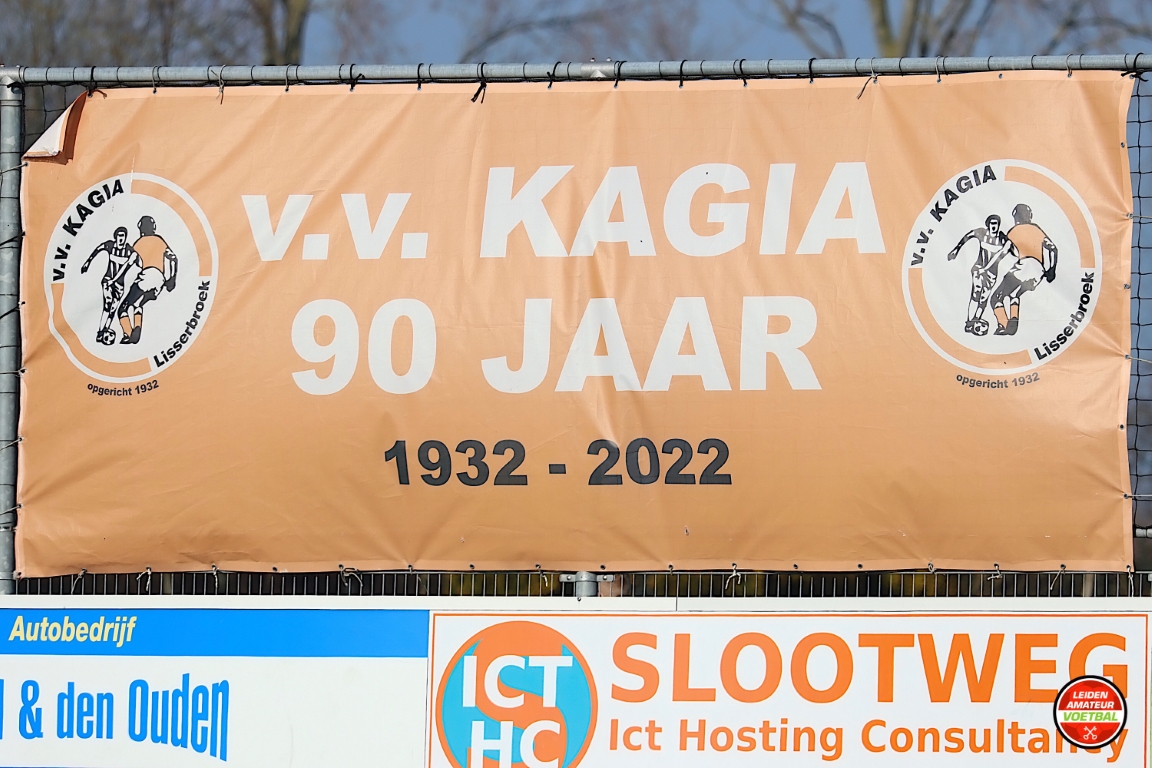 v.v. KAGIA
90 JAAR
1932 - 2022
v.v. KAGIA
Lisserbroek
opgericht 1932
v.v. KAGIA
Lisserbroek
opgericht 1932
Autobedrijf
& den Ouden
ICT
HC
SLOOTWEG
Ict Hosting Consultancy
LEIDEN
AMATEUR
VOETBAL